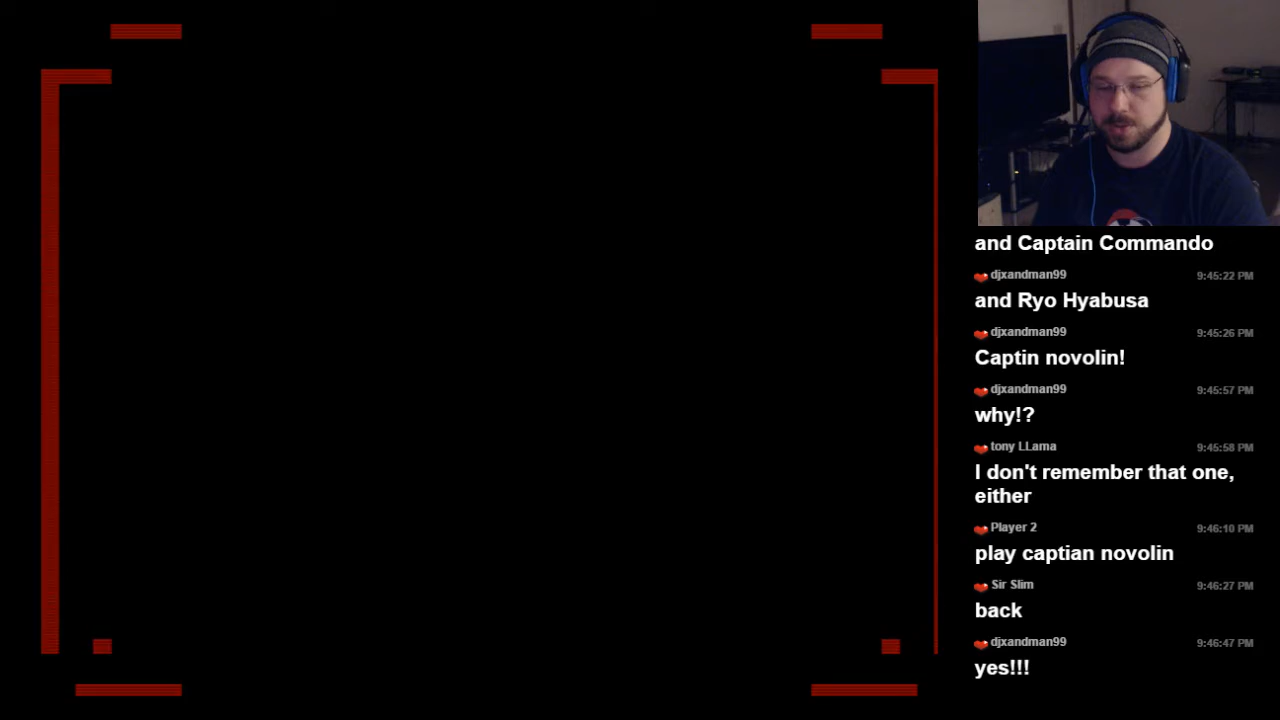 and Captain Commando
djxandman99 9:45:22 PM
and Ryo Hyabusa
djxandman99 9:45:26 PM
Captin novolin!
djxandman99 9:45:57 PM
why!?
tony LLama 9:45:58 PM
I don't remember that one,
either
Player 2 9:46:10 PM
play captian novolin
Sir Slim 9:46:27 PM
back
djxandman99 9:46:47 PM
yes!!!